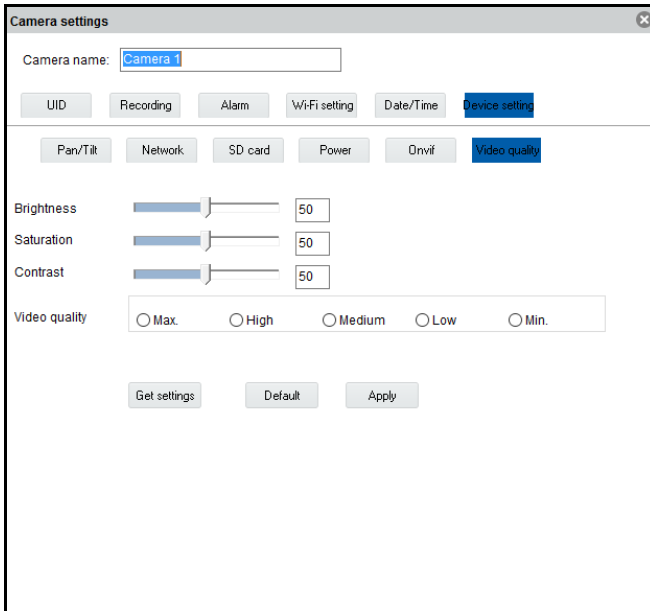 Camera settings
Camera name: Camera 1
UID Recording Alarm Wi-Fi setting Date/Time Device setting
Pan/Tilt Network SD card Power Onvif Video quality
Brightness 50
Saturation 50
Contrast 50
Video quality Max. High Medium Low Min.
Get settings Default Apply